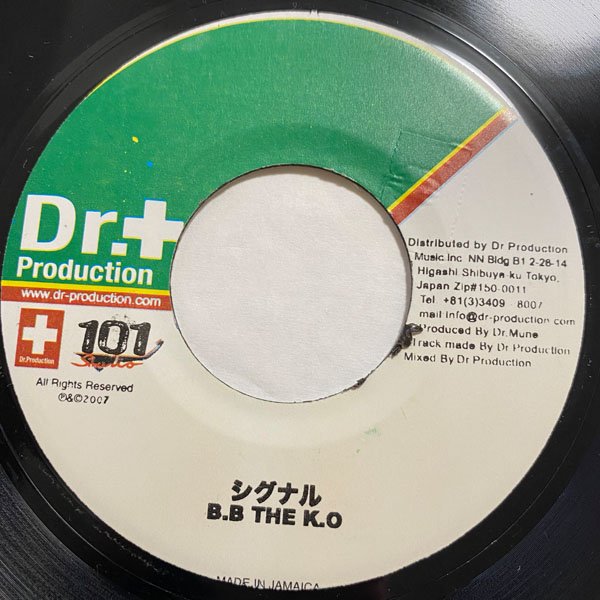 Dr.+
Production
www.dr-production.com
Dr.Production
101
Studio
All Rights Reserved
℗&©2007
Distributed by Dr Production
Music.Inc NN Bldg B1 2-28-14
Higashi Shibuya-ku Tokyo,
Japan Zip#150-0011
Tel +81(3)3409 8007
mail info@dr-production com
Produced By Dr.Mune
Track made By Dr Production
Mixed By Dr Production
シグナル
B.B THE K.O
MADE IN JAMAICA